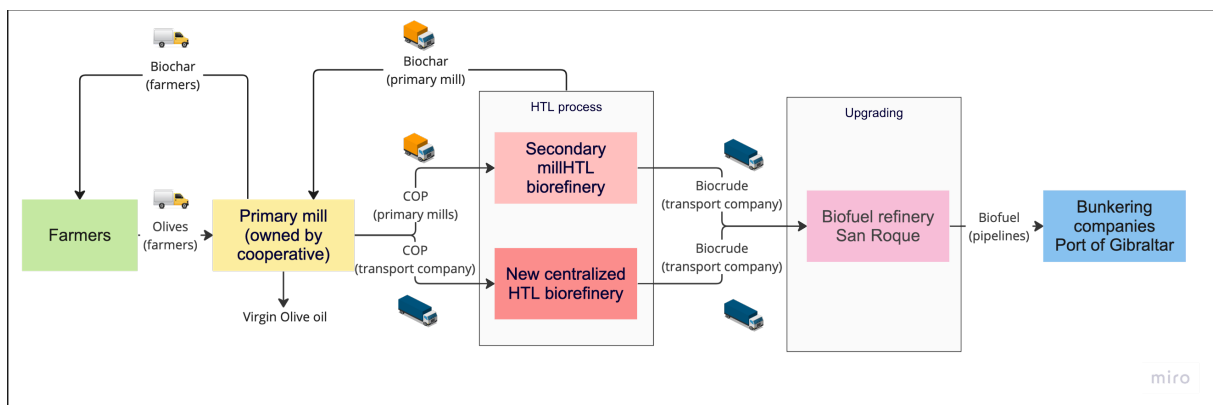 Biochar
(farmers)
Biochar
(primary mill)
HTL process
Upgrading
Secondary
millHTL
biorefinery
COP
(primary mills)
Biocrude
(transport company)
Farmers
Olives
(farmers)
Primary mill
(owned by
cooperative)
Biofuel refinery
San Roque
Biofuel
(pipelines)
Bunkering
companies
Port of Gibraltar
COP
(transport company)
New centralized
HTL biorefinery
Biocrude
(transport company)
Virgin Olive oil
miro